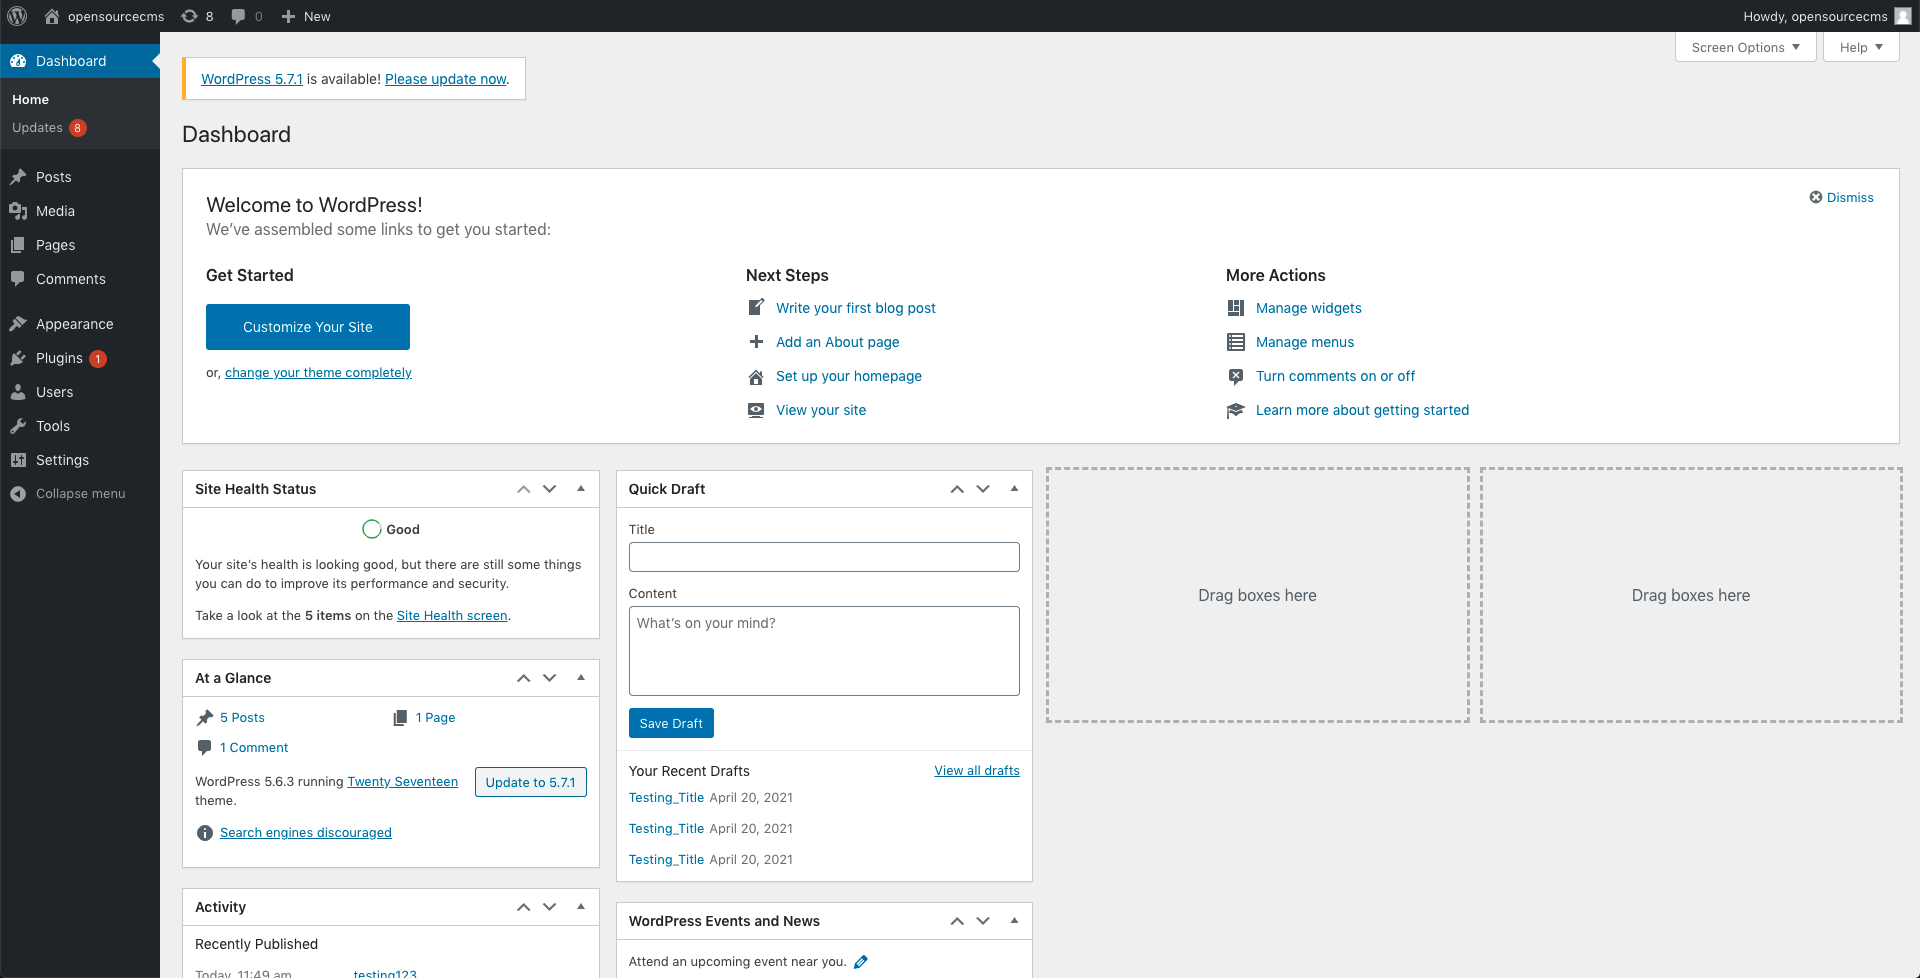 opensourcecms 8 0 New Howdy, opensourcecms
Dashboard
Home
Updates 8
Posts
Media
Pages
Comments
Appearance
Plugins 1
Users
Tools
Settings
Collapse menu
Screen Options Help
WordPress 5.7.1 is available! Please update now.
Dashboard
Welcome to WordPress!
We've assembled some links to get you started:
Dismiss
Get Started
Customize Your Site
or, change your theme completely
Next Steps
Write your first blog post
Add an About page
Set up your homepage
View your site
More Actions
Manage widgets
Manage menus
Turn comments on or off
Learn more about getting started
Site Health Status
Good
Your site's health is looking good, but there are still some things
you can do to improve its performance and security.
Take a look at the 5 items on the Site Health screen.
At a Glance
5 Posts 1 Page
1 Comment
WordPress 5.6.3 running Twenty Seventeen
theme.
Update to 5.7.1
Search engines discouraged
Activity
Recently Published
Today, 11:49 am testing123
Quick Draft
Title
Content
What's on your mind?
Save Draft
Your Recent Drafts View all drafts
Testing_Title April 20, 2021
Testing_Title April 20, 2021
Testing_Title April 20, 2021
WordPress Events and News
Attend an upcoming event near you.
Drag boxes here
Drag boxes here